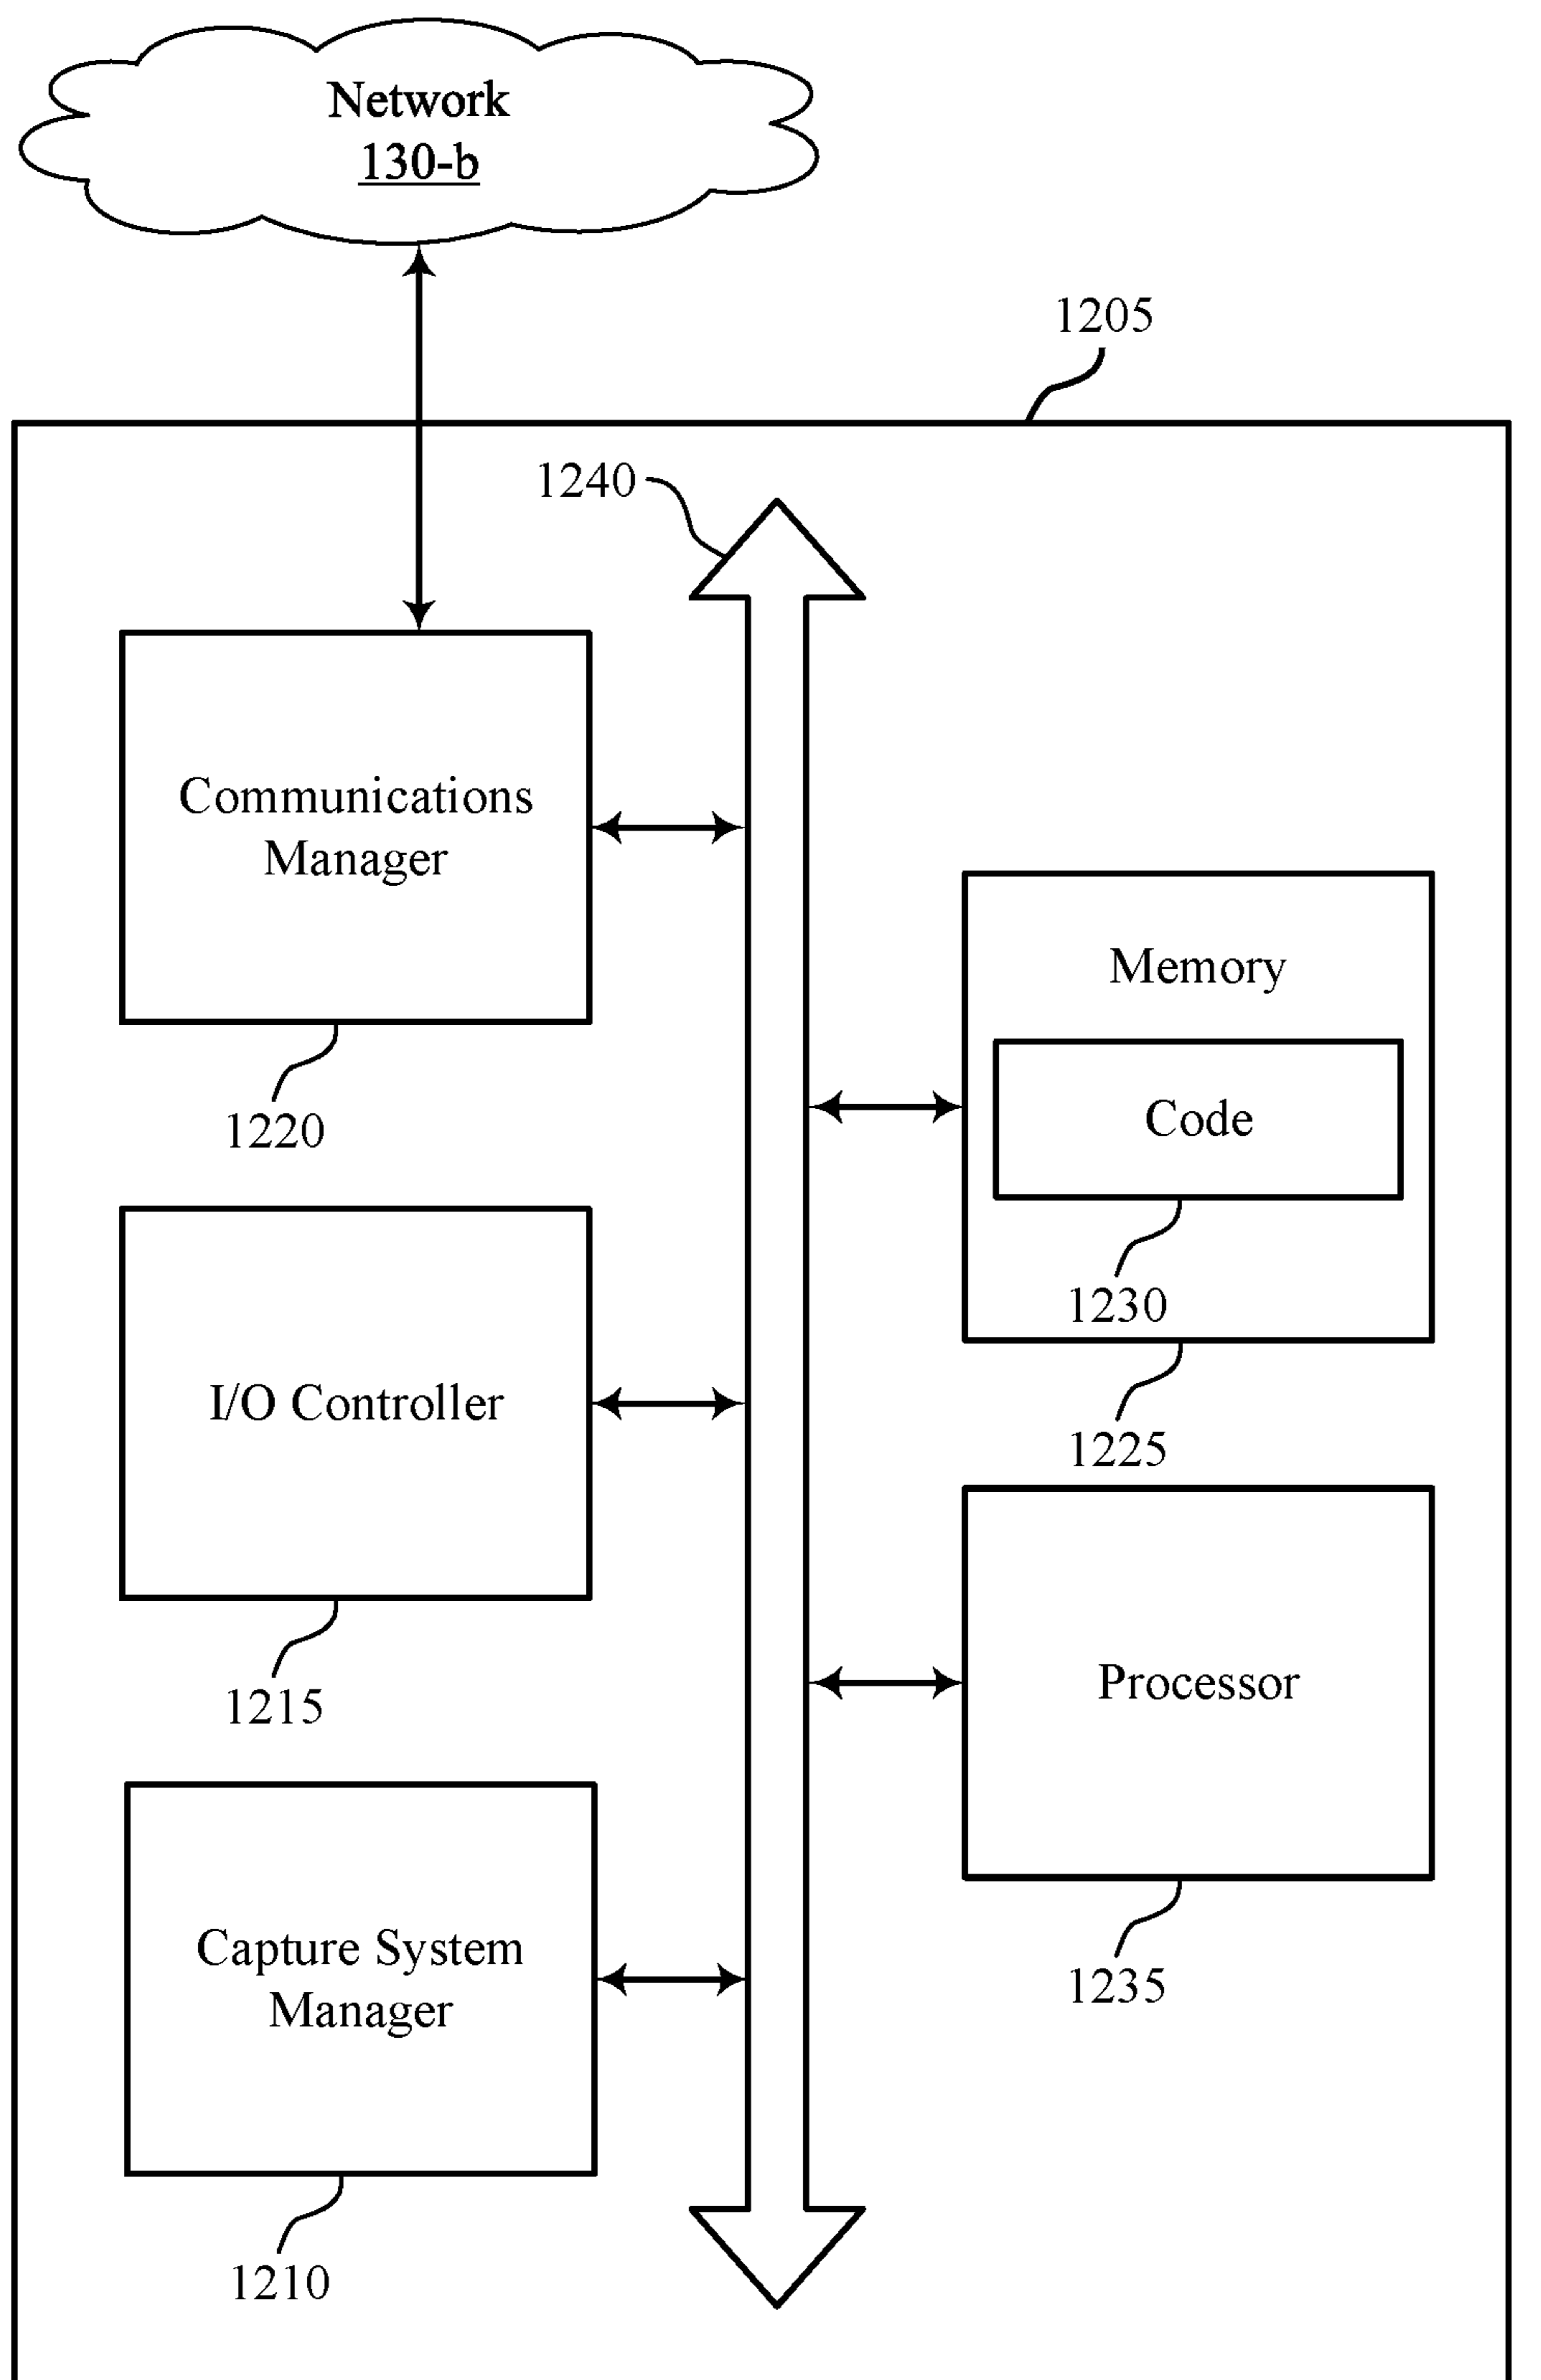 Network
130-b
1205
1240
Communications
Manager
1220
Memory
Code
1230
1225
I/O Controller
1215
Processor
1235
Capture System
Manager
1210